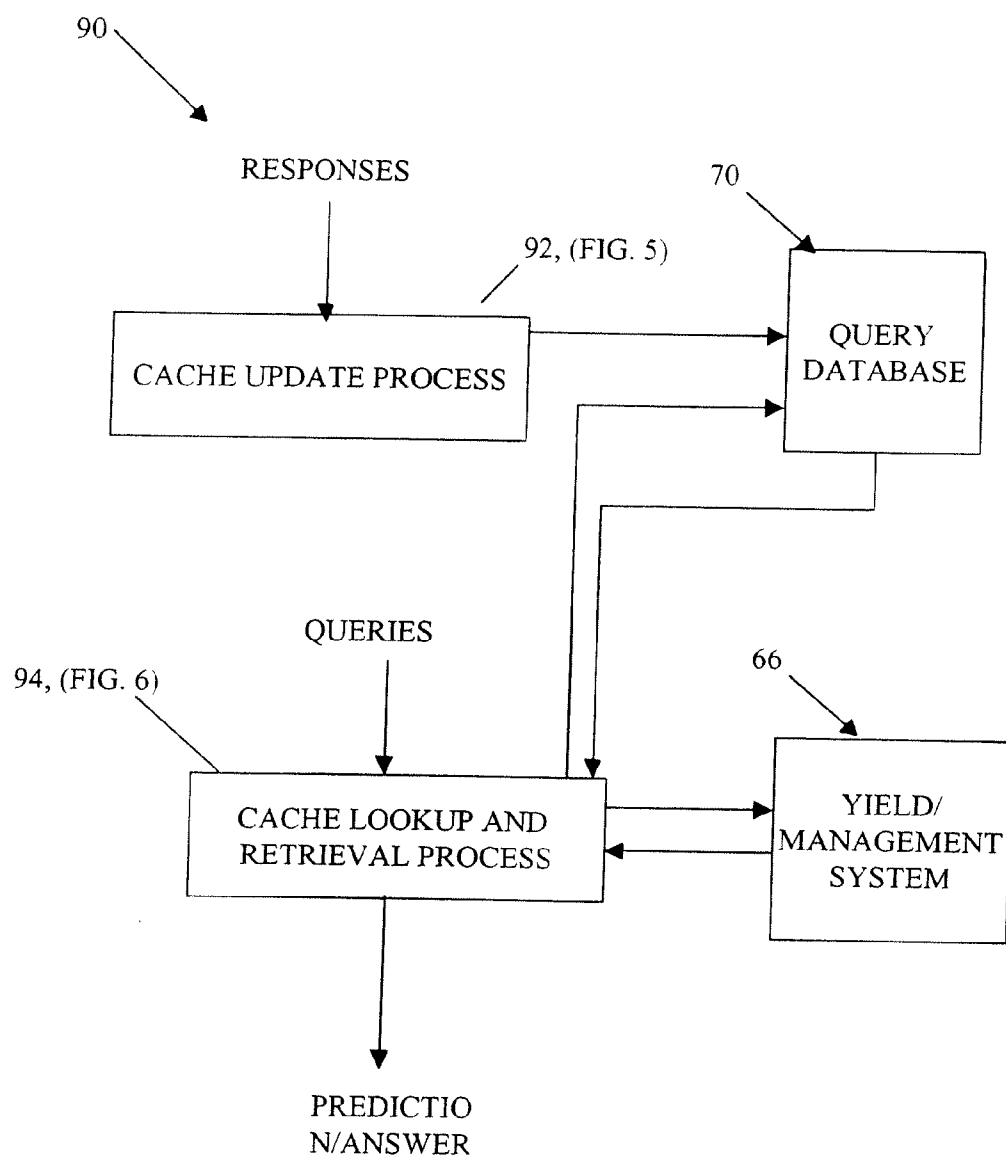 90
RESPONSES
70
92, (FIG. 5)
QUERY
DATABASE
CACHE UPDATE PROCESS
QUERIES
94, (FIG. 6)
66
CACHE LOOKUP AND
RETRIEVAL PROCESS
YIELD/
MANAGEMENT
SYSTEM
PREDICTIO
N/ANSWER